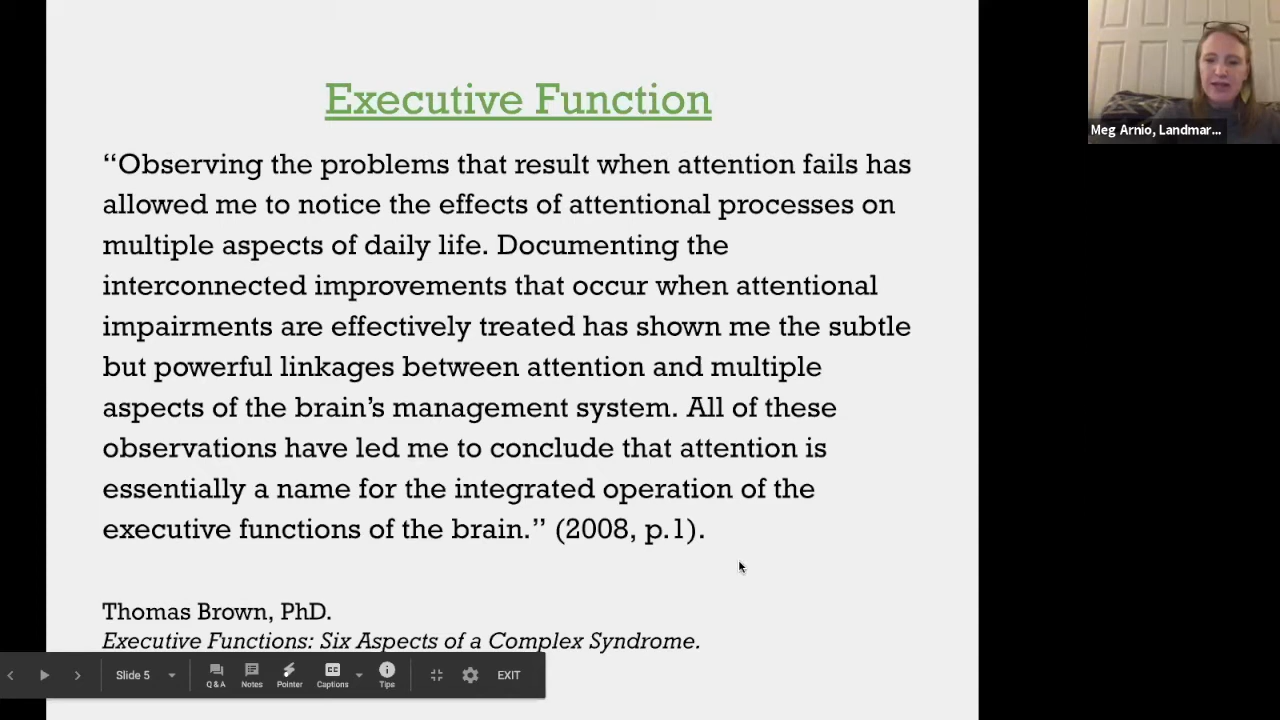 Executive Function
“Observing the problems that result when attention fails has
allowed me to notice the effects of attentional processes on
multiple aspects of daily life. Documenting the
interconnected improvements that occur when attentional
impairments are effectively treated has shown me the subtle
but powerful linkages between attention and multiple
aspects of the brain’s management system. All of these
observations have led me to conclude that attention is
essentially a name for the integrated operation of the
executive functions of the brain.” (2008, p.1).
Thomas Brown, PhD.
Executive Functions: Six Aspects of a Complex Syndrome.
Slide 5
Q & A
Notes
Pointer
CC
Captions
Tips
EXIT
Meg Arnio, Landmar...